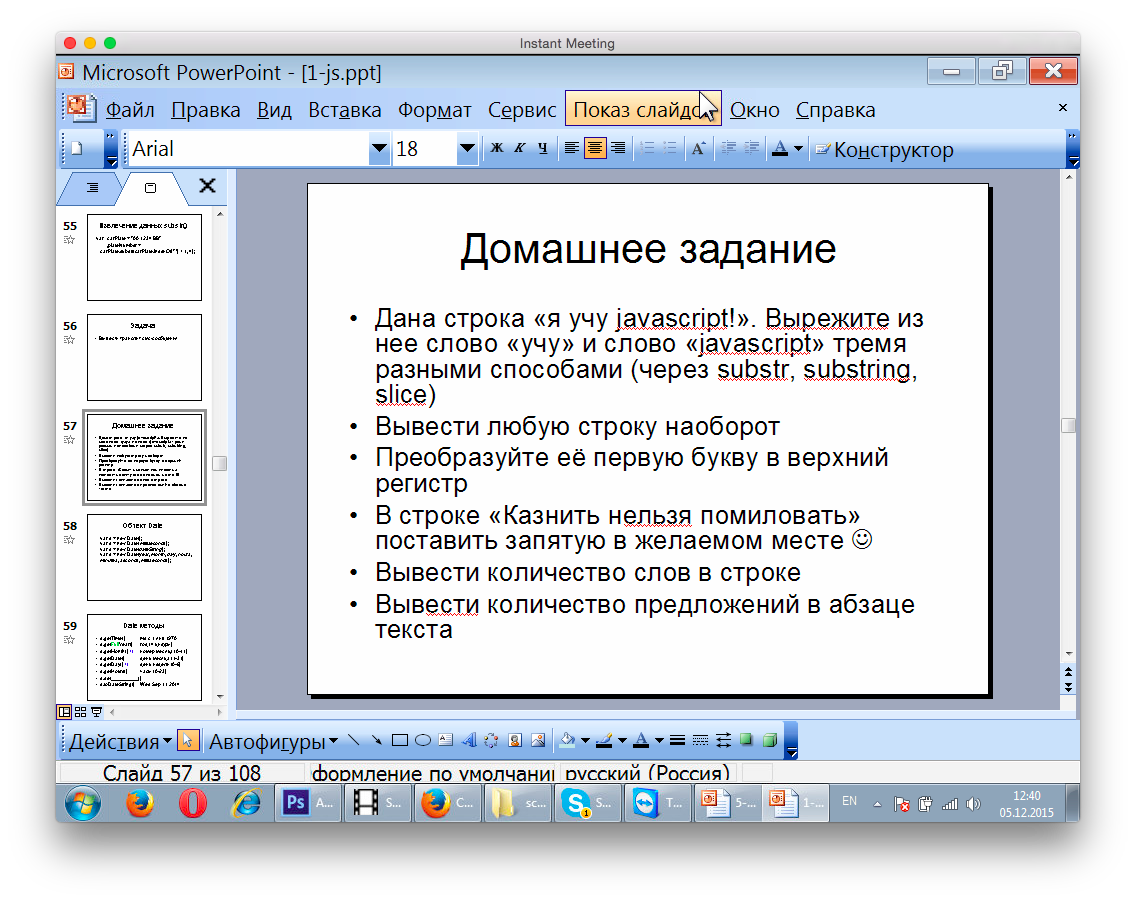 Instant Meeting
Microsoft PowerPoint - [1-js.ppt]
Файл Правка Вид Вставка Формат Сервис Показ слайдо Окно Справка
Arial 18 Ж К Ч Конструктор
55
56
Задача
57
Домашнее задание
58
Объект Date
59
Date методы
Домашнее задание
• Дана строка «я учу javascript!». Вырежите из
нее слово «учу» и слово «javascript» тремя
разными способами (через substr, substring,
slice)
• Вывести любую строку наоборот
• Преобразуйте её первую букву в верхний
регистр
• В строке «Казнить нельзя помиловать»
поставить запятую в желаемом месте ☺
• Вывести количество слов в строке
• Вывести количество предложений в абзаце
текста
Действия Автофигуры
Слайд 57 из 108 формление по умолчани русский (Россия)
Ps A... S... C... sc... S... T... 5-... 1-... EN 12:40
05.12.2015